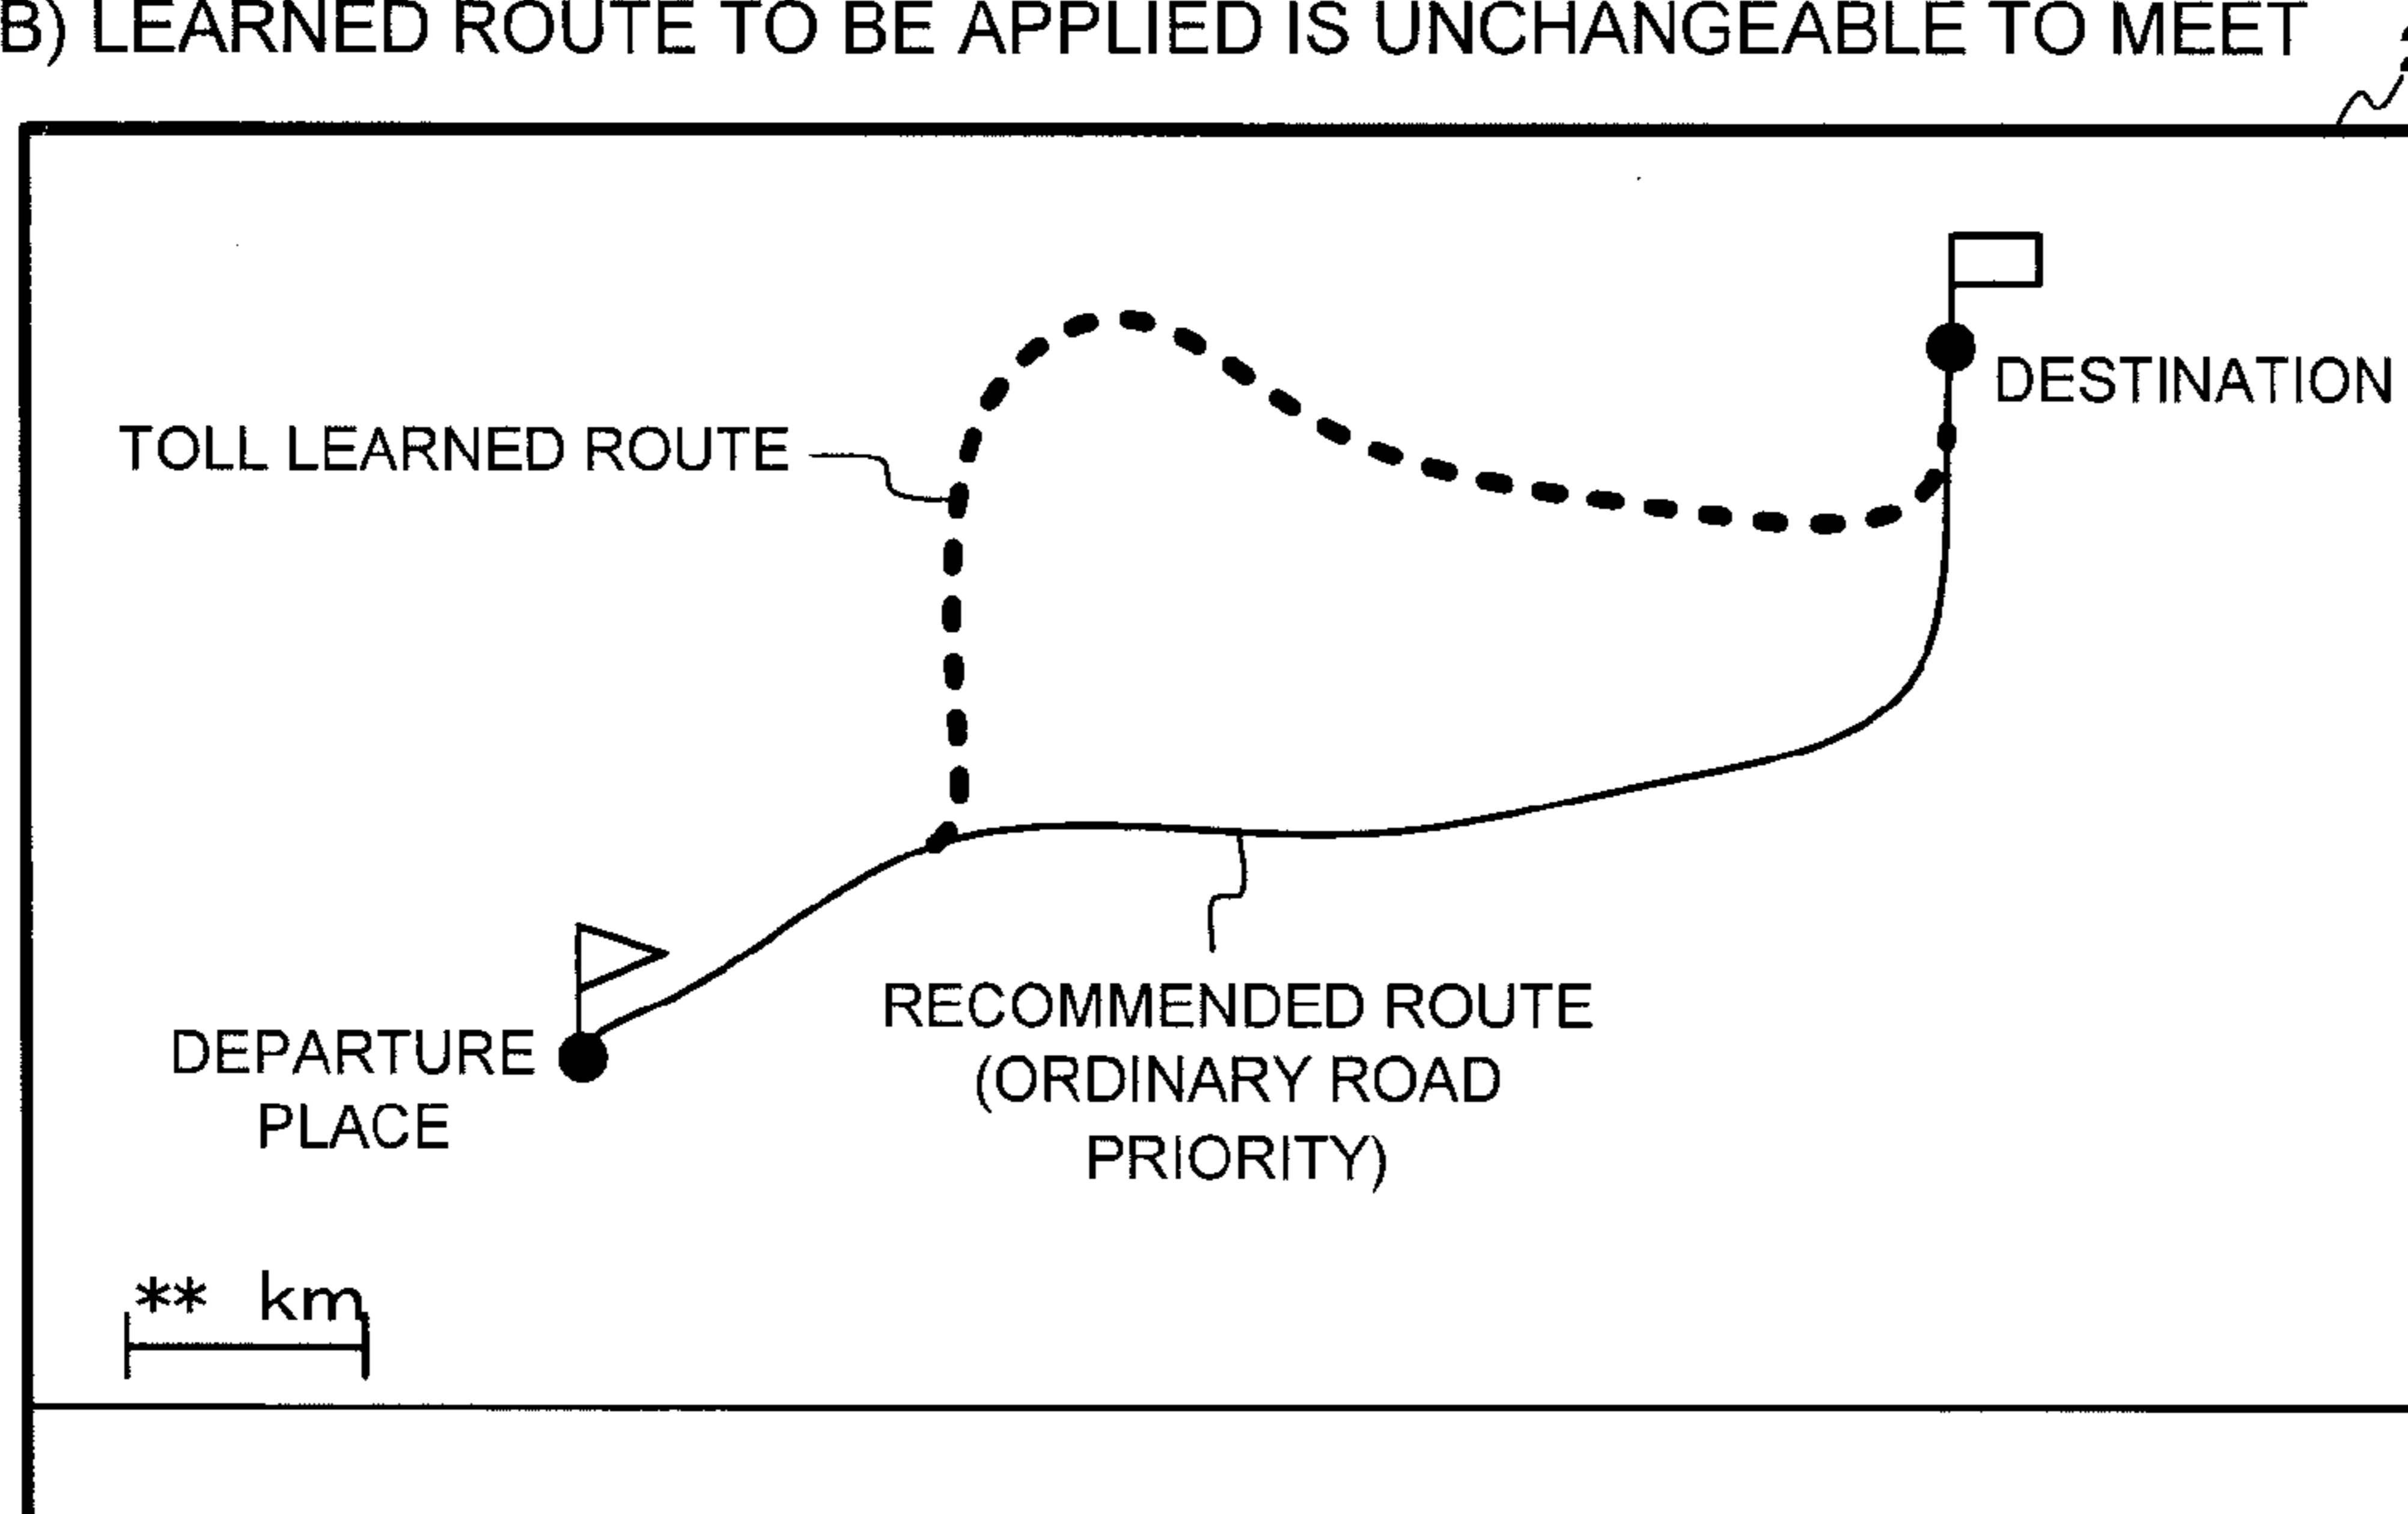 B) LEARNED ROUTE TO BE APPLIED IS UNCHANGEABLE TO MEET
DESTINATION
TOLL LEARNED ROUTE
RECOMMENDED ROUTE
(ORDINARY ROAD
PRIORITY)
DEPARTURE
PLACE
** km